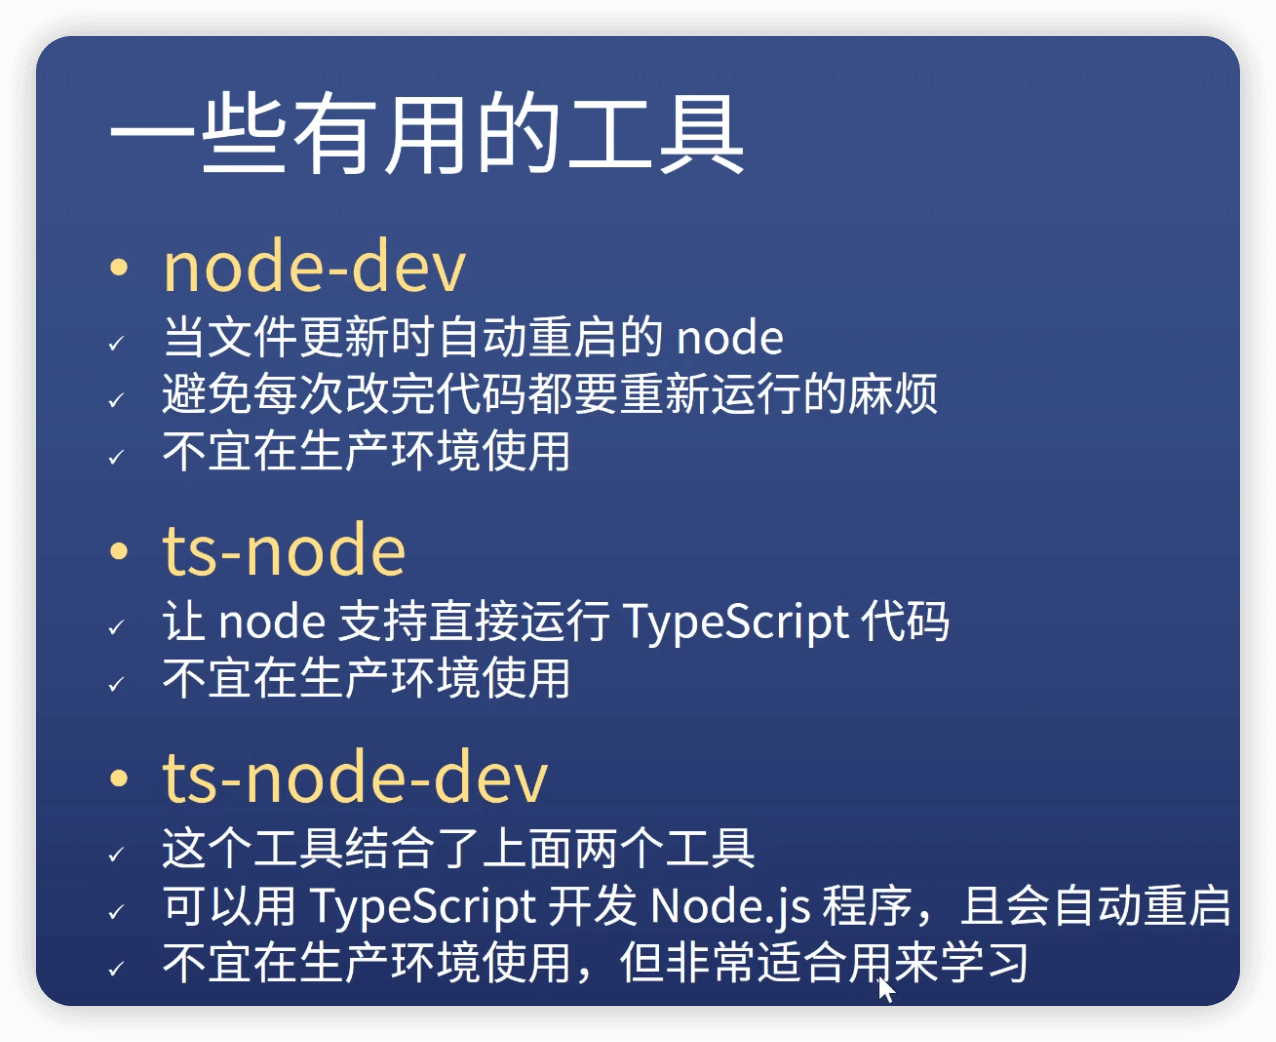 一些有用的工具
• node-dev
✓ 当文件更新时自动重启的 node
✓ 避免每次改完代码都要重新运行的麻烦
✓ 不宜在生产环境使用
• ts-node
✓ 让 node 支持直接运行 TypeScript 代码
✓ 不宜在生产环境使用
• ts-node-dev
✓ 这个工具结合了上面两个工具
✓ 可以用 TypeScript 开发 Node.js 程序，且会自动重启
✓ 不宜在生产环境使用，但非常适合用来学习